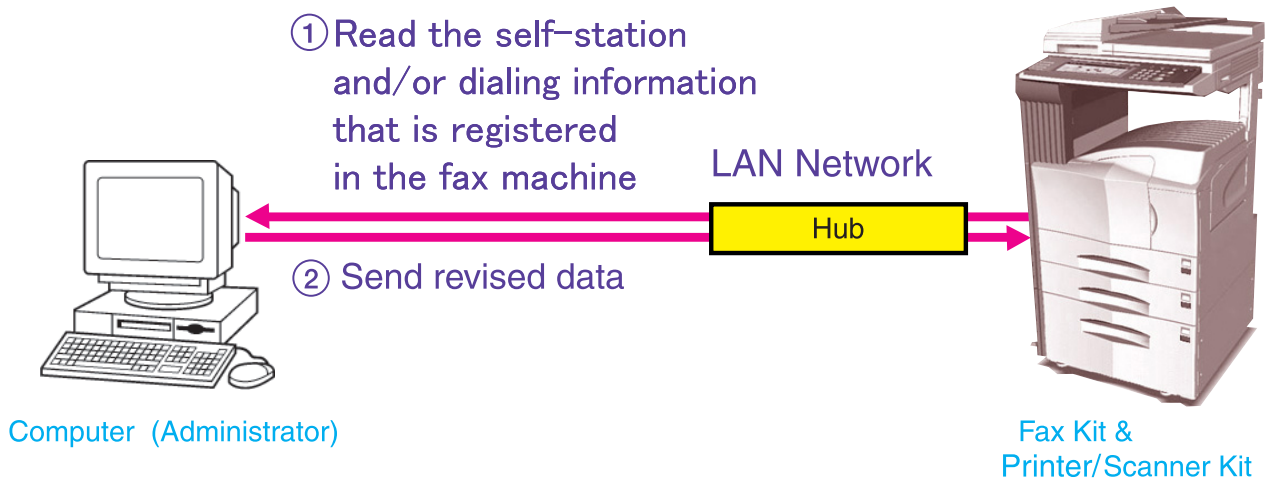 ①Read the self-station
and/or dialing information
that is registered
in the fax machine
LAN Network
Hub
② Send revised data
Computer (Administrator)
Fax Kit &
Printer/Scanner Kit